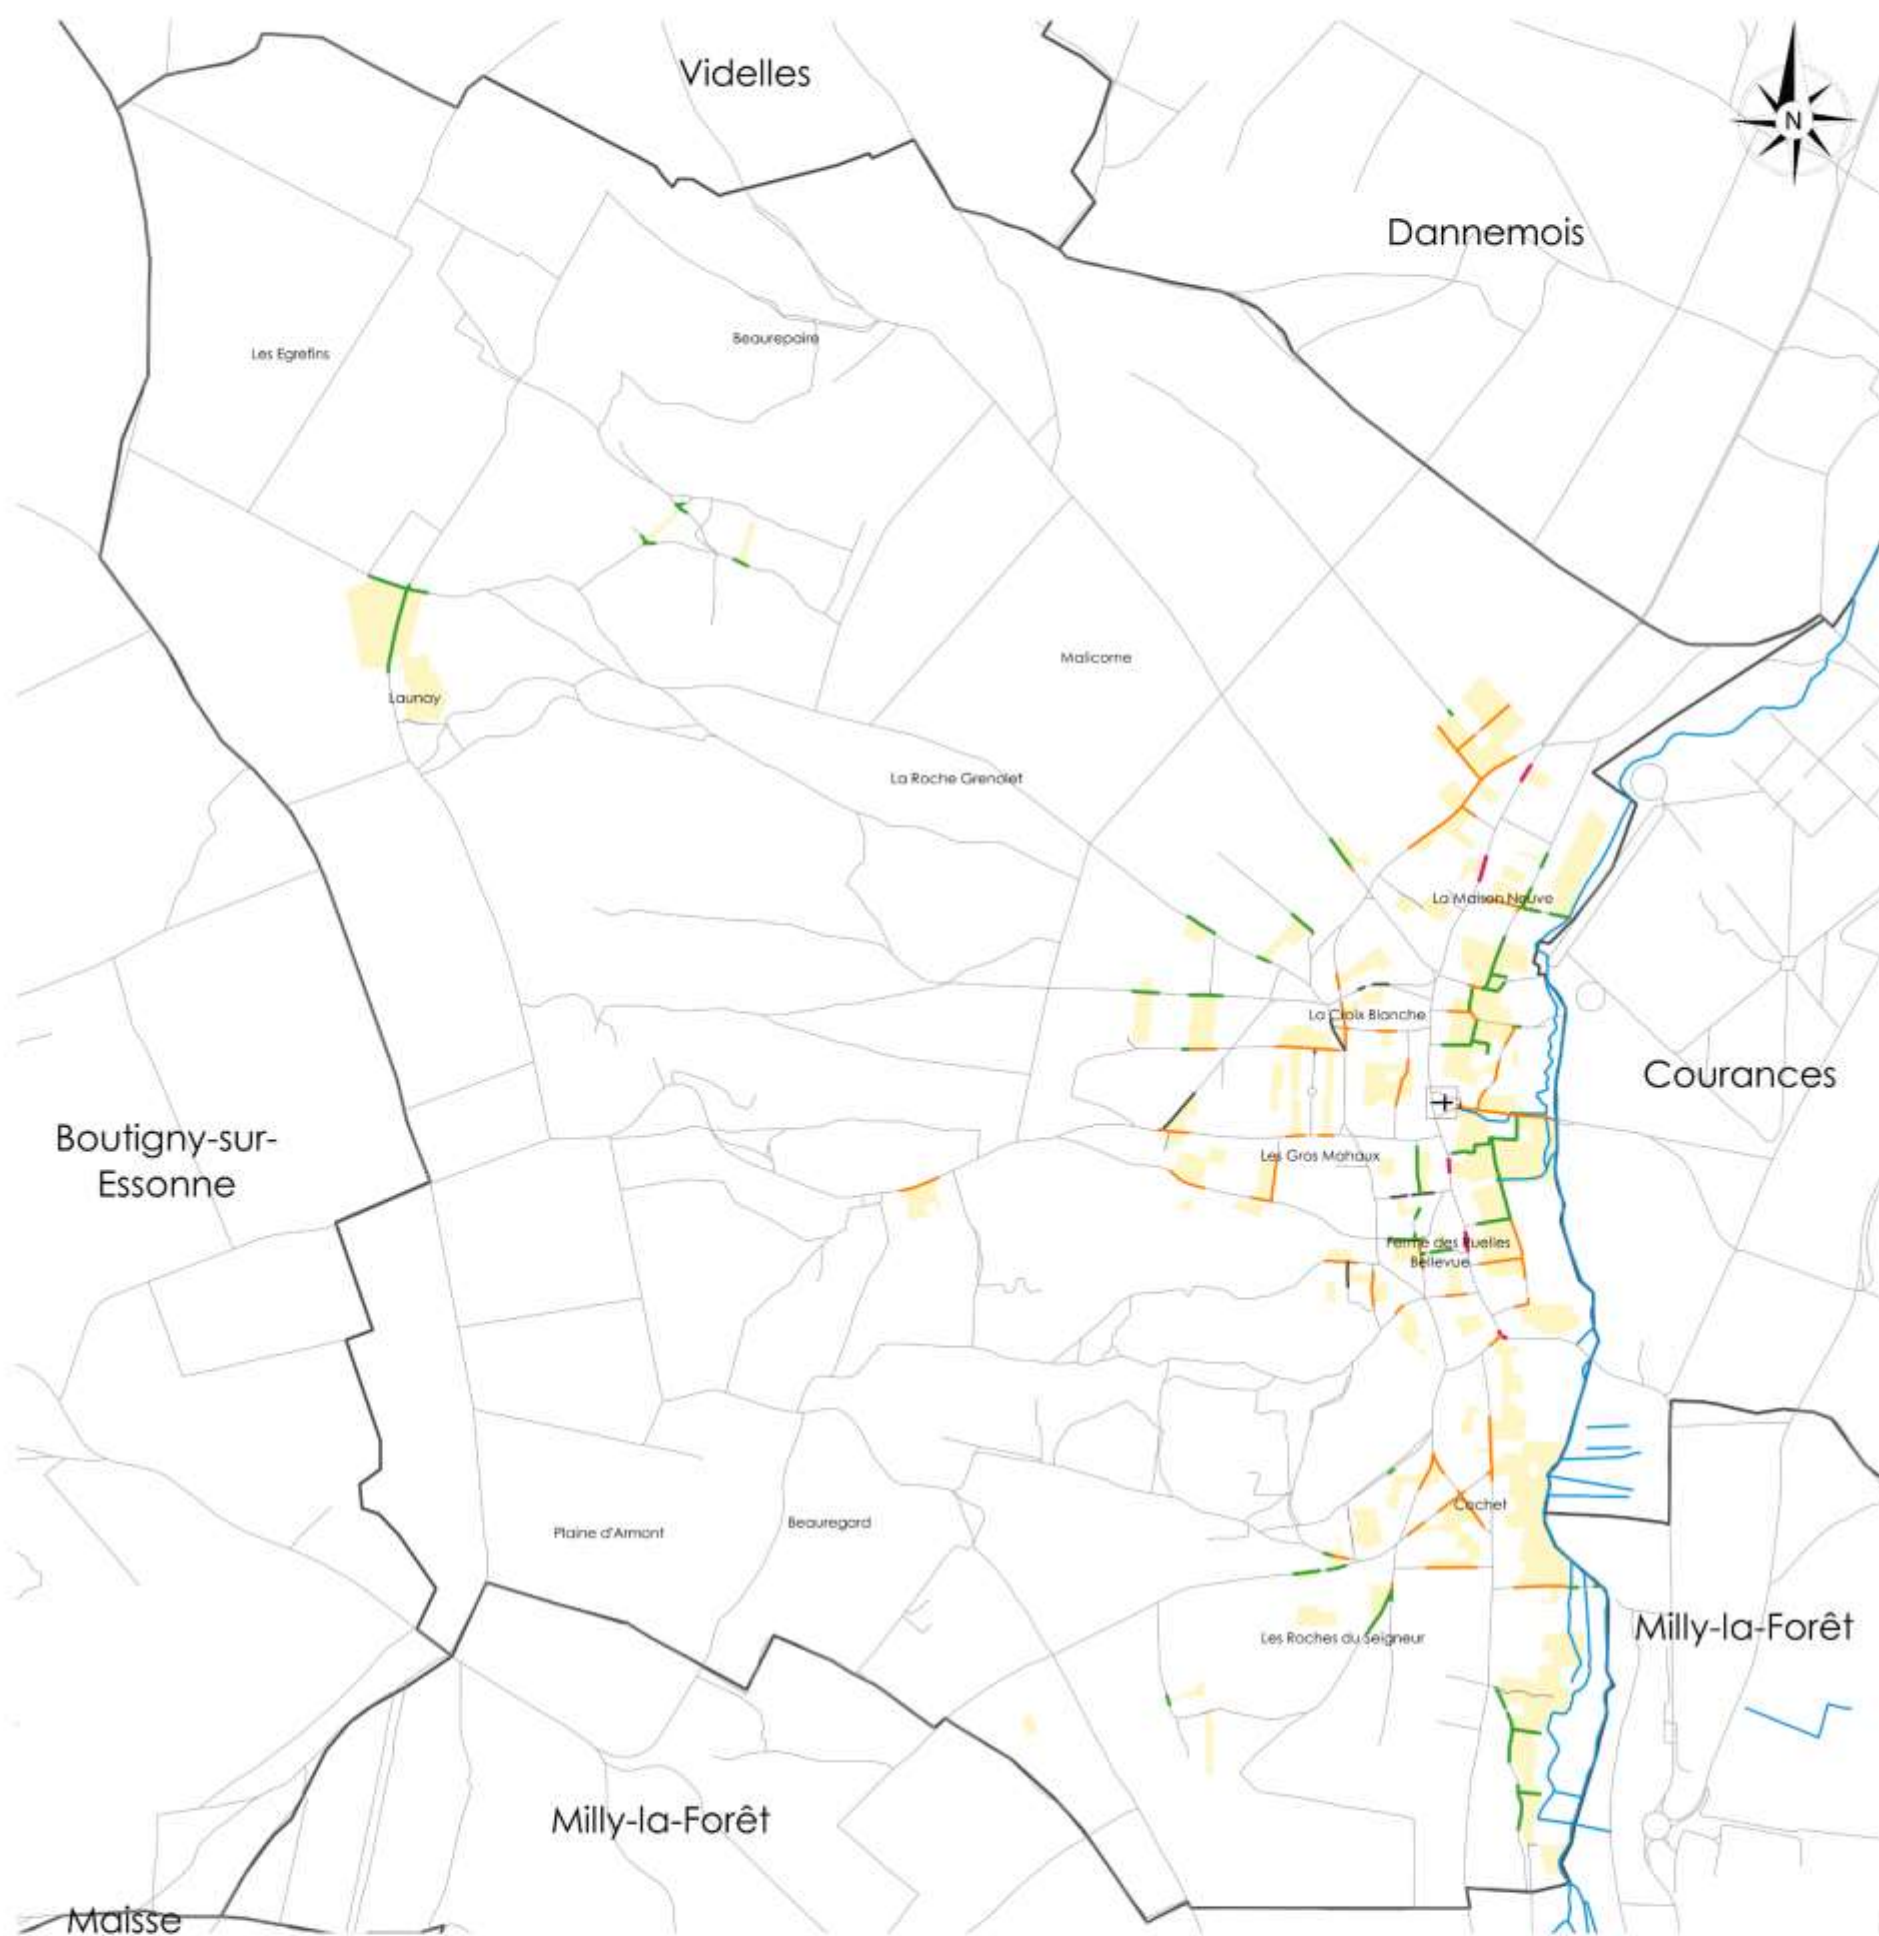 Videlles
N
Dannemois
Beaurepaire
Les Egrefins
Malicorne
Launay
La Roche Grenolet
La Maison Neuve
La Croix Blanche
Courances
Boutigny-sur-
Essonne
Les Gros Mahaux
Ferme des Ruelles
Bellevue
Cochet
Beauregard
Plaine d'Armont
Milly-la-Forêt
Les Roches du Seigneur
Milly-la-Forêt
Maisse